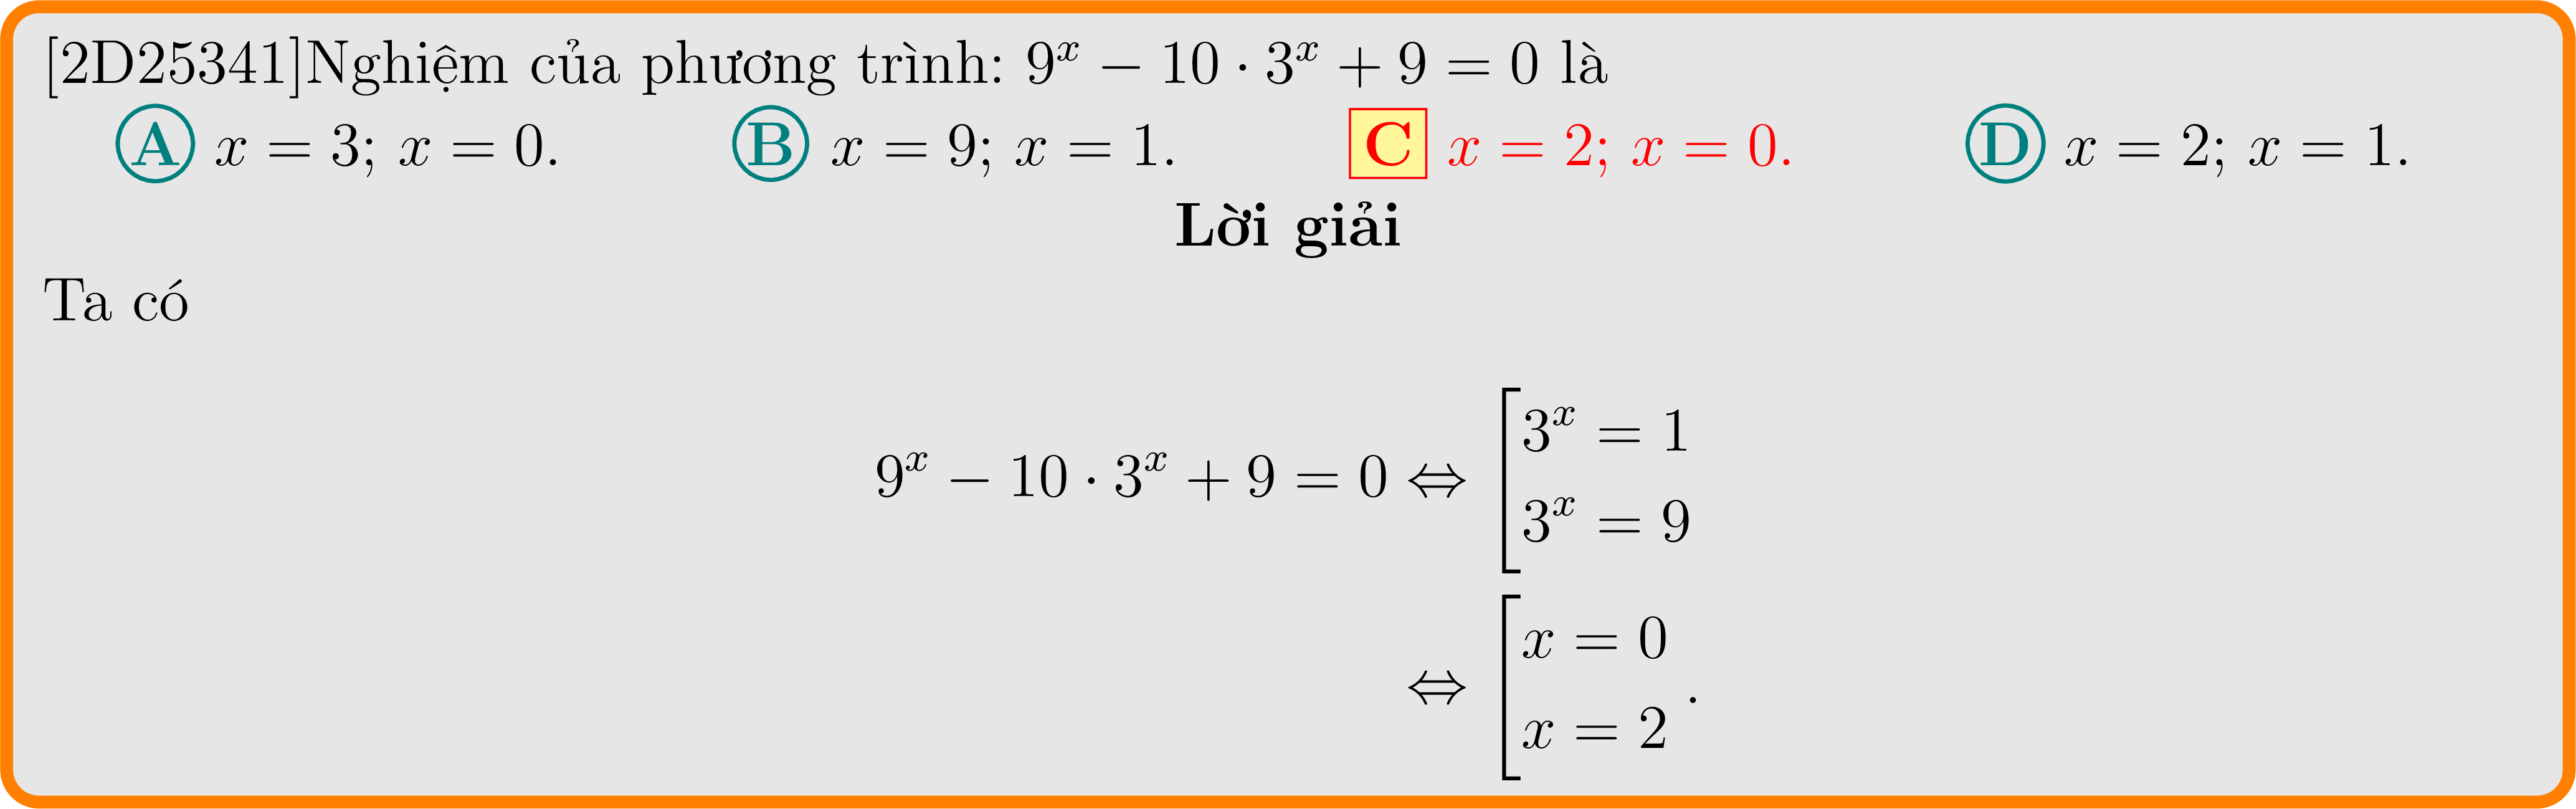 [2D25341]Nghiệm của phương trình: $9^x - 10 \cdot 3^x + 9 = 0$ là
A x = 3; x = 0. B x = 9; x = 1. C x = 2; x = 0. D x = 2; x = 1.
Lời giải
Ta có
$9^x - 10 \cdot 3^x + 9 = 0 \Leftrightarrow \left[\begin{array}{l} 3^x = 1 \\ 3^x = 9 \end{array}\right.$
$\Leftrightarrow \left[\begin{array}{l} x = 0 \\ x = 2 \end{array}\right..$